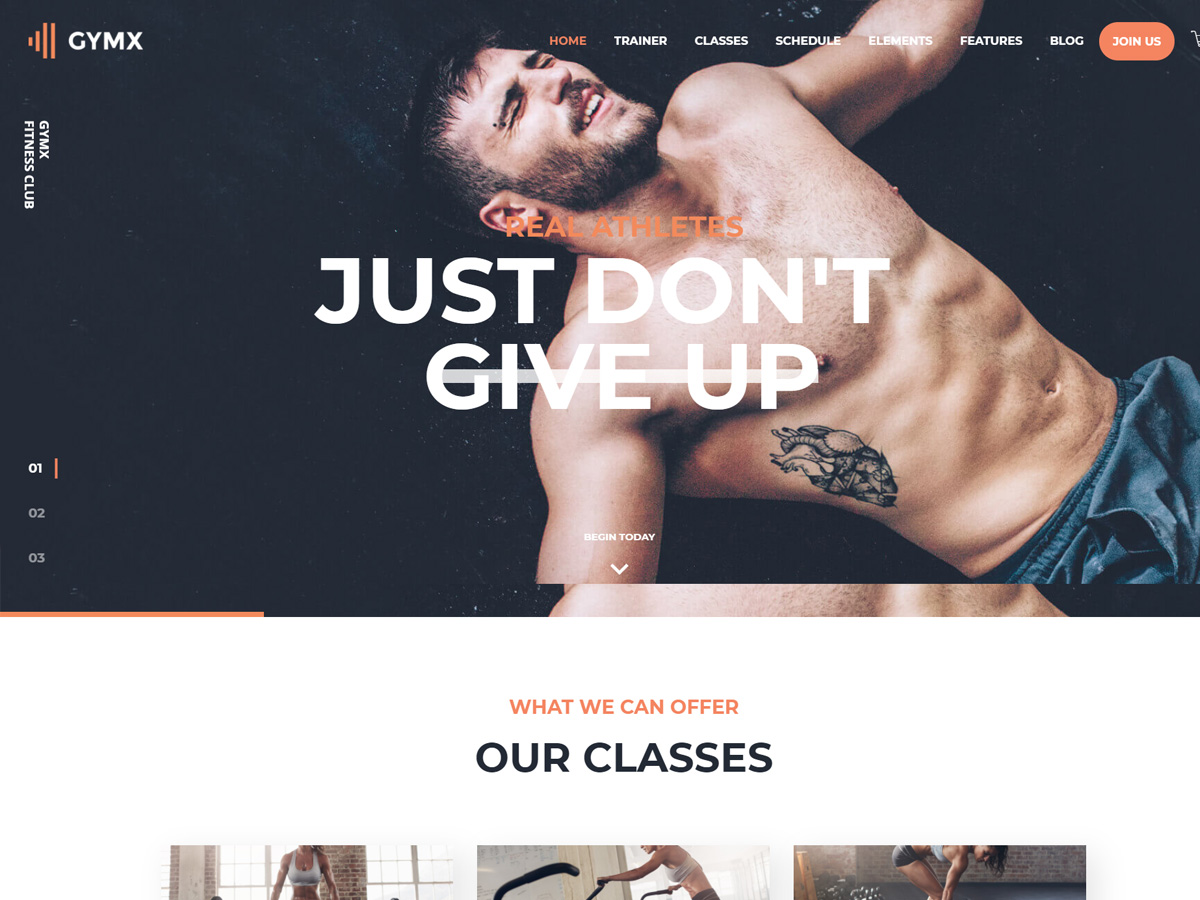 GYMX
HOME
TRAINER
CLASSES
SCHEDULE
ELEMENTS
FEATURES
BLOG
JOIN US
GYMX
FITNESS CLUB
REAL ATHLETES
JUST DON'T
GIVE UP
01
02
03
BEGIN TODAY
WHAT WE CAN OFFER
OUR CLASSES